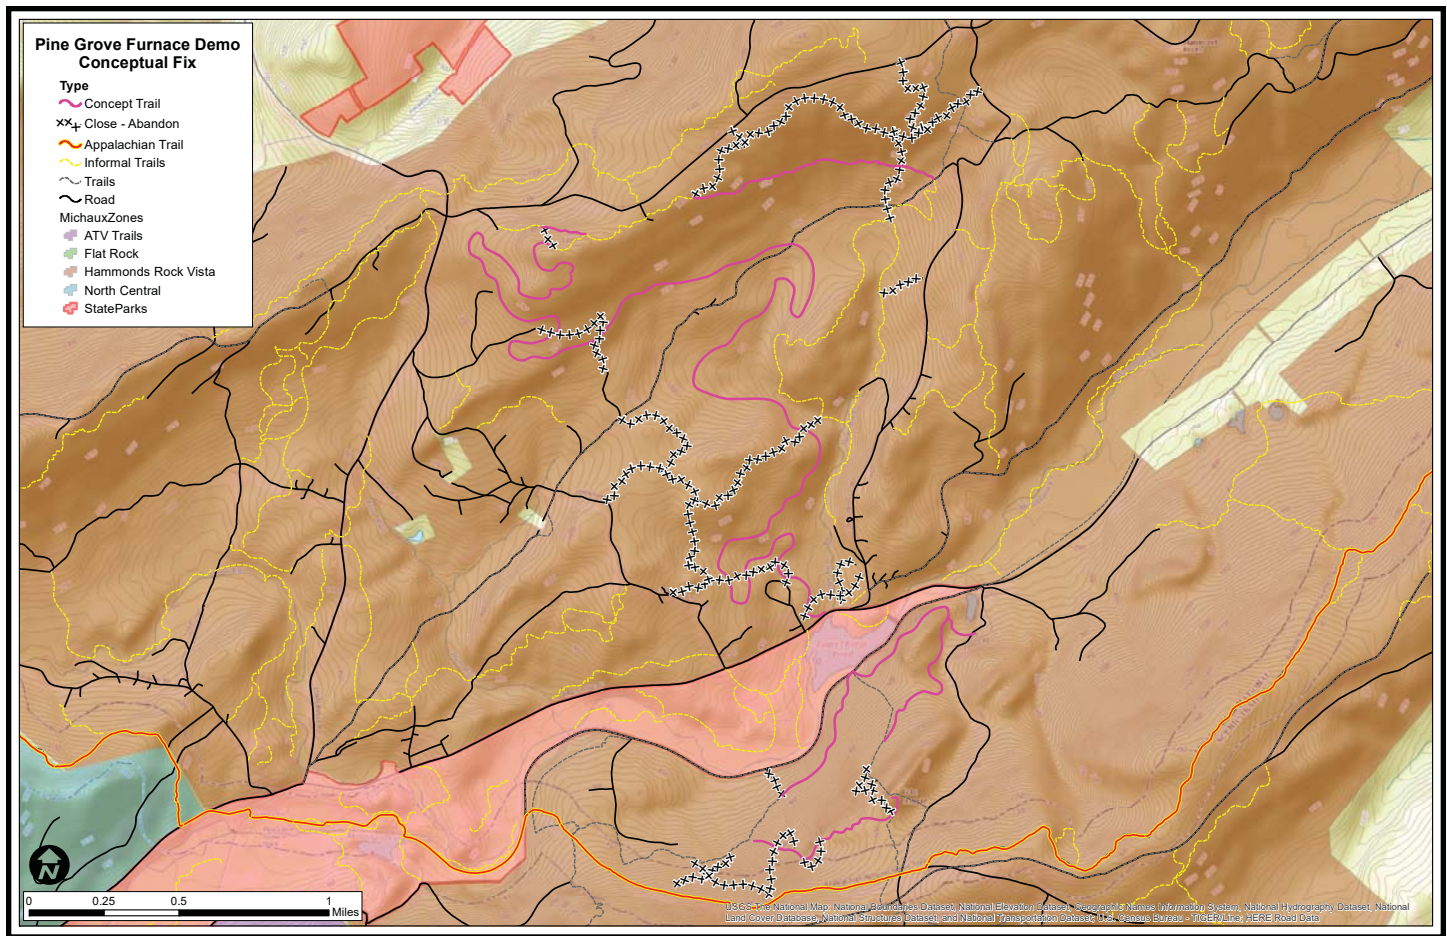 Pine Grove Furnace Demo
Conceptual Fix
Type
Concept Trail
Close - Abandon
Appalachian Trail
Informal Trails
Trails
Road
MichauxZones
ATV Trails
Flat Rock
Hammonds Rock Vista
North Central
StateParks
N
0 0.25 0.5 1
Miles
USGS The National Map: National Boundaries Dataset, National Elevation Dataset, Geographic Names Information System, National Hydrography Dataset, National
Land Cover Database, National Structures Dataset, and National Transportation Dataset; U.S. Census Bureau - TIGER/Line; HERE Road Data